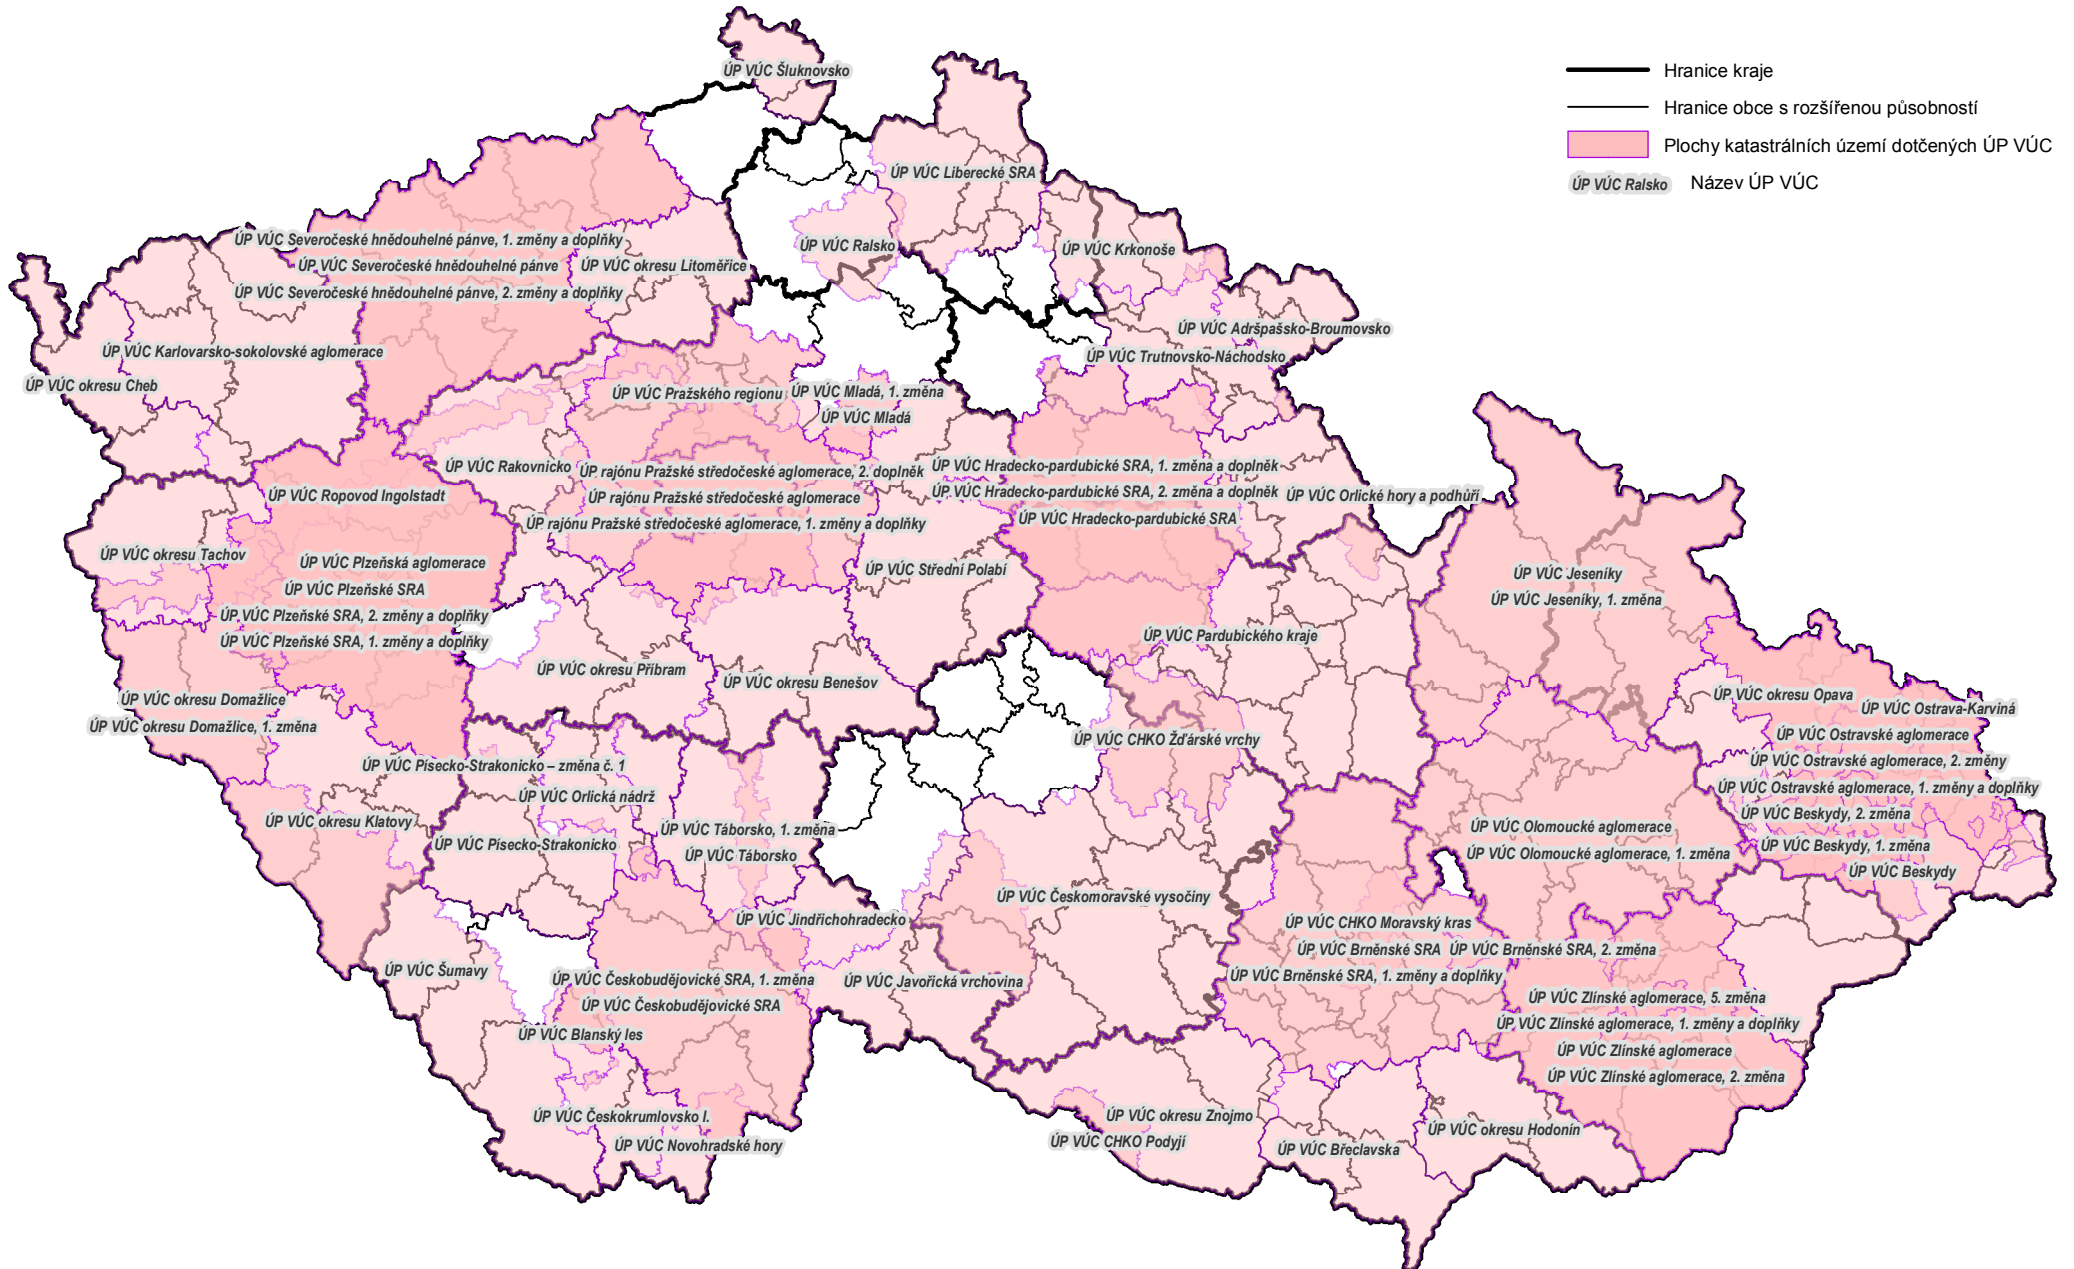 ÚP VÚC Šluknovsko
Hranice kraje
Hranice obce s rozšířenou působností
Plochy katastrálních území dotčených ÚP VÚC
ÚP VÚC Ralsko Název ÚP VÚC
ÚP VÚC Liberecké SRA
ÚP VÚC Severočeské hnědouhelné pánve, 1. změny a doplňky
ÚP VÚC Ralsko
ÚP VÚC Krkonoše
ÚP VÚC Severočeské hnědouhelné pánve
ÚP VÚC okresu Litoměřice
ÚP VÚC Severočeské hnědouhelné pánve, 2. změny a doplňky
ÚP VÚC Adršpašsko-Broumovsko
ÚP VÚC Karlovarsko-sokolovské aglomerace
ÚP VÚC Trutnovsko-Náchodsko
ÚP VÚC okresu Cheb
ÚP VÚC Pražského regionu
ÚP VÚC Mladá, 1. změna
ÚP VÚC Mladá
ÚP VÚC Rakovnicko
ÚP rajónu Pražské středočeské aglomerace, 2. doplněk
ÚP VÚC Hradecko-pardubické SRA, 1. změna a doplněk
ÚP VÚC Ropovod Ingolstadt
ÚP rajónu Pražské středočeské aglomerace
ÚP VÚC Hradecko-pardubické SRA, 2. změna a doplněk
ÚP VÚC Orlické hory a podhůří
ÚP rajónu Pražské středočeské aglomerace, 1. změny a doplňky
ÚP VÚC Hradecko-pardubické SRA
ÚP VÚC okresu Tachov
ÚP VÚC Plzeňská aglomerace
ÚP VÚC Střední Polabí
ÚP VÚC Jeseníky
ÚP VÚC Plzeňské SRA
ÚP VÚC Jeseníky, 1. změna
ÚP VÚC Plzeňské SRA, 2. změny a doplňky
ÚP VÚC Plzeňské SRA, 1. změny a doplňky
ÚP VÚC Pardubického kraje
ÚP VÚC okresu Příbram
ÚP VÚC okresu Benešov
ÚP VÚC okresu Domažlice
ÚP VÚC okresu Opava
ÚP VÚC Ostrava-Karviná
ÚP VÚC okresu Domažlice, 1. změna
ÚP VÚC CHKO Žďárské vrchy
ÚP VÚC Ostravské aglomerace
ÚP VÚC Písecko-Strakonicko – změna č. 1
ÚP VÚC Ostravské aglomerace, 2. změny
ÚP VÚC Orlická nádrž
ÚP VÚC Ostravské aglomerace, 1. změny a doplňky
ÚP VÚC okresu Klatovy
ÚP VÚC Táborsko, 1. změna
ÚP VÚC Olomoucké aglomerace
ÚP VÚC Beskydy, 2. změna
ÚP VÚC Písecko-Strakonicko
ÚP VÚC Táborsko
ÚP VÚC Olomoucké aglomerace, 1. změna
ÚP VÚC Beskydy, 1. změna
ÚP VÚC Beskydy
ÚP VÚC Českomoravské vysočiny
ÚP VÚC Jindřichohradecko
ÚP VÚC CHKO Moravský kras
ÚP VÚC Brněnské SRA
ÚP VÚC Brněnské SRA, 2. změna
ÚP VÚC Šumavy
ÚP VÚC Českobudějovické SRA, 1. změna
ÚP VÚC Javořická vrchovina
ÚP VÚC Brněnské SRA, 1. změny a doplňky
ÚP VÚC Českobudějovické SRA
ÚP VÚC Zlínské aglomerace, 5. změna
ÚP VÚC Blanský les
ÚP VÚC Zlínské aglomerace, 1. změny a doplňky
ÚP VÚC Zlínské aglomerace
ÚP VÚC Zlínské aglomerace, 2. změna
ÚP VÚC Českokrumlovsko I.
ÚP VÚC okresu Znojmo
ÚP VÚC Novohradské hory
ÚP VÚC CHKO Podyjí
ÚP VÚC Břeclavska
ÚP VÚC okresu Hodonín